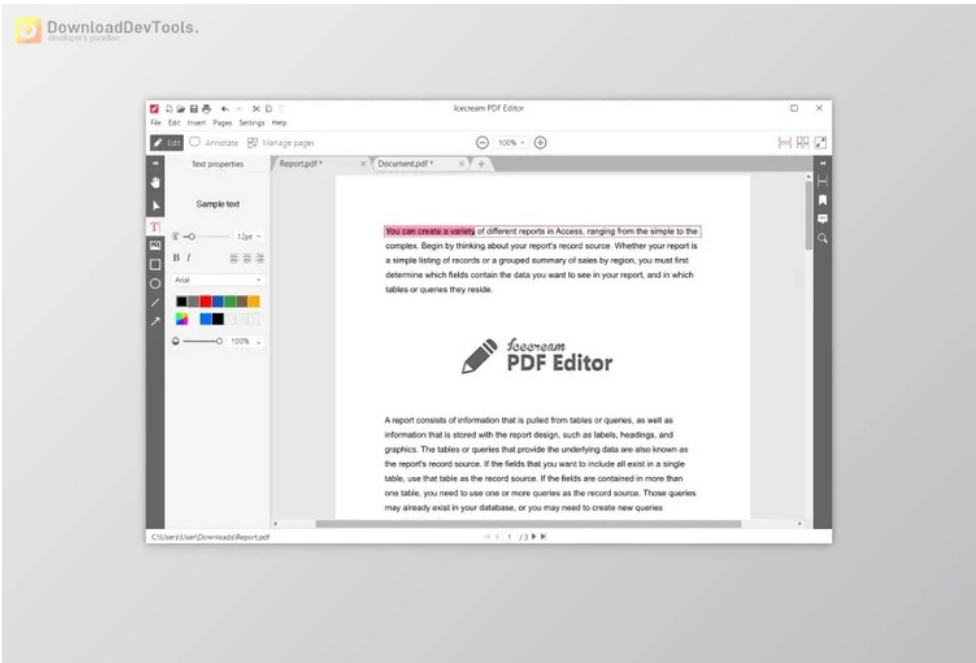 DownloadDevTools.
developer's paradise
Icecream PDF Editor
File Edit Insert Pages Settings Help
Edit Annotate Manage pages
100%
Text properties
Report.pdf *
Document.pdf *
Sample text
12pt
B I
Arial
100%
You can create a variety of different reports in Access, ranging from the simple to the
complex. Begin by thinking about your report's record source. Whether your report is
a simple listing of records or a grouped summary of sales by region, you must first
determine which fields contain the data you want to see in your report, and in which
tables or queries they reside.
Icecream
PDF Editor
A report consists of information that is pulled from tables or queries, as well as
information that is stored with the report design, such as labels, headings, and
graphics. The tables or queries that provide the underlying data are also known as
the report's record source. If the fields that you want to include all exist in a single
table, use that table as the record source. If the fields are contained in more than
one table, you need to use one or more queries as the record source. Those queries
may already exist in your database, or you may need to create new queries
C:\Users\User\Downloads\Report.pdf
1 / 3